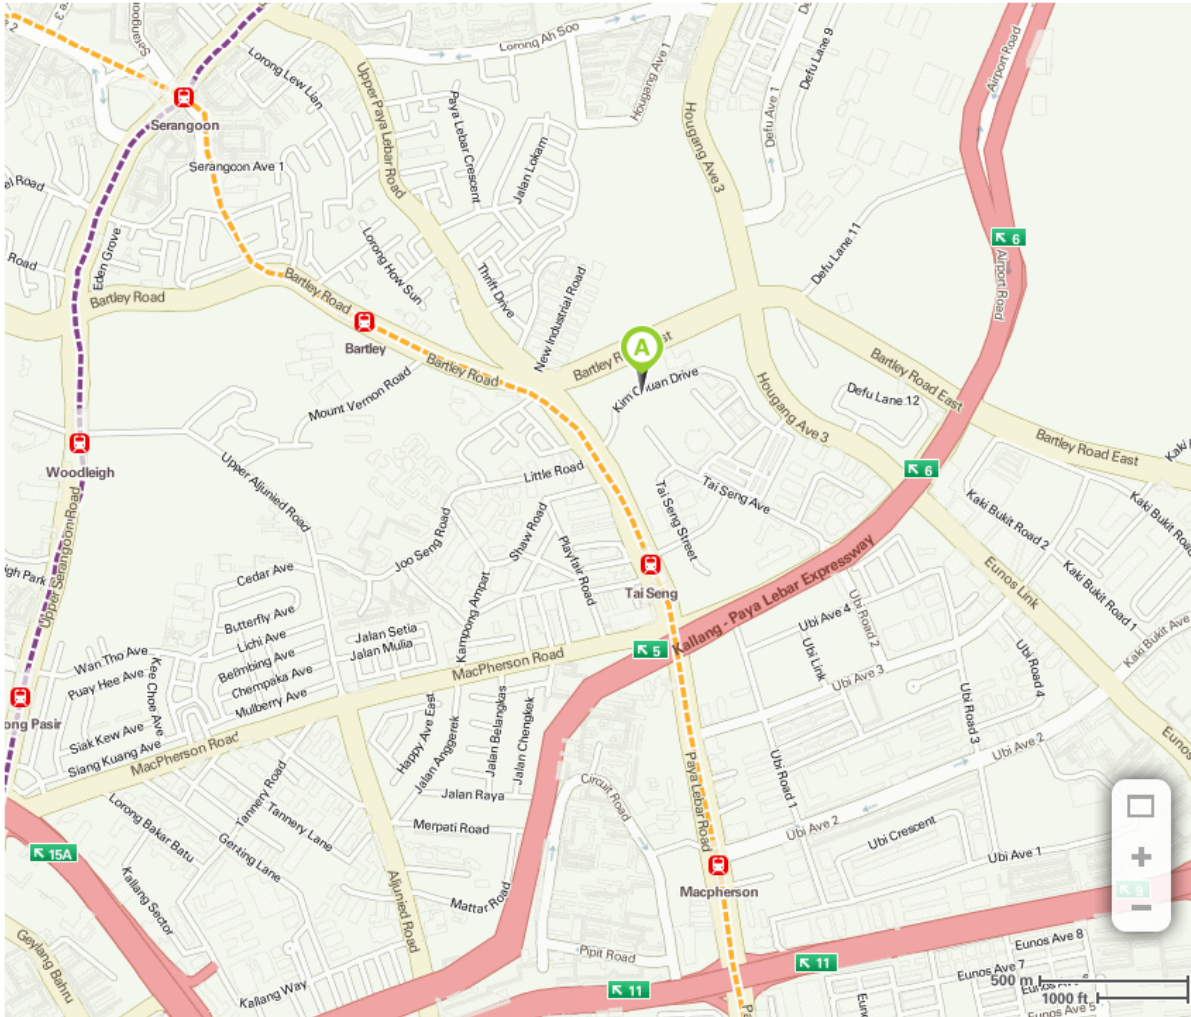 Lorong Ah Soo
Airport Road
Defu Lane 9
Hougang Ave 1
Lorong Lew Lian
Upper Paya Lebar Road
Paya Lebar Crescent
Hougang Ave 3
Defu Ave 1
Serangoon
Serangoon Ave 1
Jalan Lokam
Road
Eden Grove
Lorong How Sun
Defu Lane 11
6
Airport Road
Road
Bartley Road
Bartley Road
Thrift Drive
New Industrial Road
Bartley
Bartley Road
A
Kim Chuan Drive
Bartley Road East
Mount Vernon Road
Hougang Ave 3
Defu Lane 12
Bartley Road East
Woodleigh
Upper Aljunied Road
Little Road
Tai Seng Ave
6
Kaki Bukit Road 2
Upper Serangoon Road
Joo Seng Road
Shaw Road
Tai Seng Street
Playfair Road
Tai Seng
Kallang - Paya Lebar Expressway
Eunos Link
Kaki Bukit Road 1
Cedar Ave
Butterfly Ave
Lichi Ave
Belimbing Ave
Chempaka Ave
Mulberry Ave
Jalan Setia
Jalan Mulia
Kampong Ampat
MacPherson Road
5
Ubi Ave 4
Ubi Road 2
Ubi Link
Ubi Ave 3
Ubi Road 4
Ubi Road 3
Kaki Bukit Ave
Wan Tho Ave
Puay Hee Ave
Kee Choe Ave
ong Pasir
Siak Kew Ave
Siang Kuang Ave
MacPherson Road
Happy Ave East
Jalan Anggerek
Jalan Belangkas
Jalan Chengkek
Ubi Ave 2
Eunos
Paya Lebar Road
Ubi Road 1
Circuit Road
Jalan Raya
Merpati Road
Tannery Road
Tannery Lane
Lorong Bakar Batu
Genting Lane
15A
Ubi Ave 2
Ubi Crescent
Ubi Ave 1
Macpherson
Kallang Sector
Mattar Road
Aljunied Road
9
Geylang Bahru
Pipit Road
Kallang Way
11
11
Eunos Ave 8
Eunos Ave 7
500 m
1000 ft